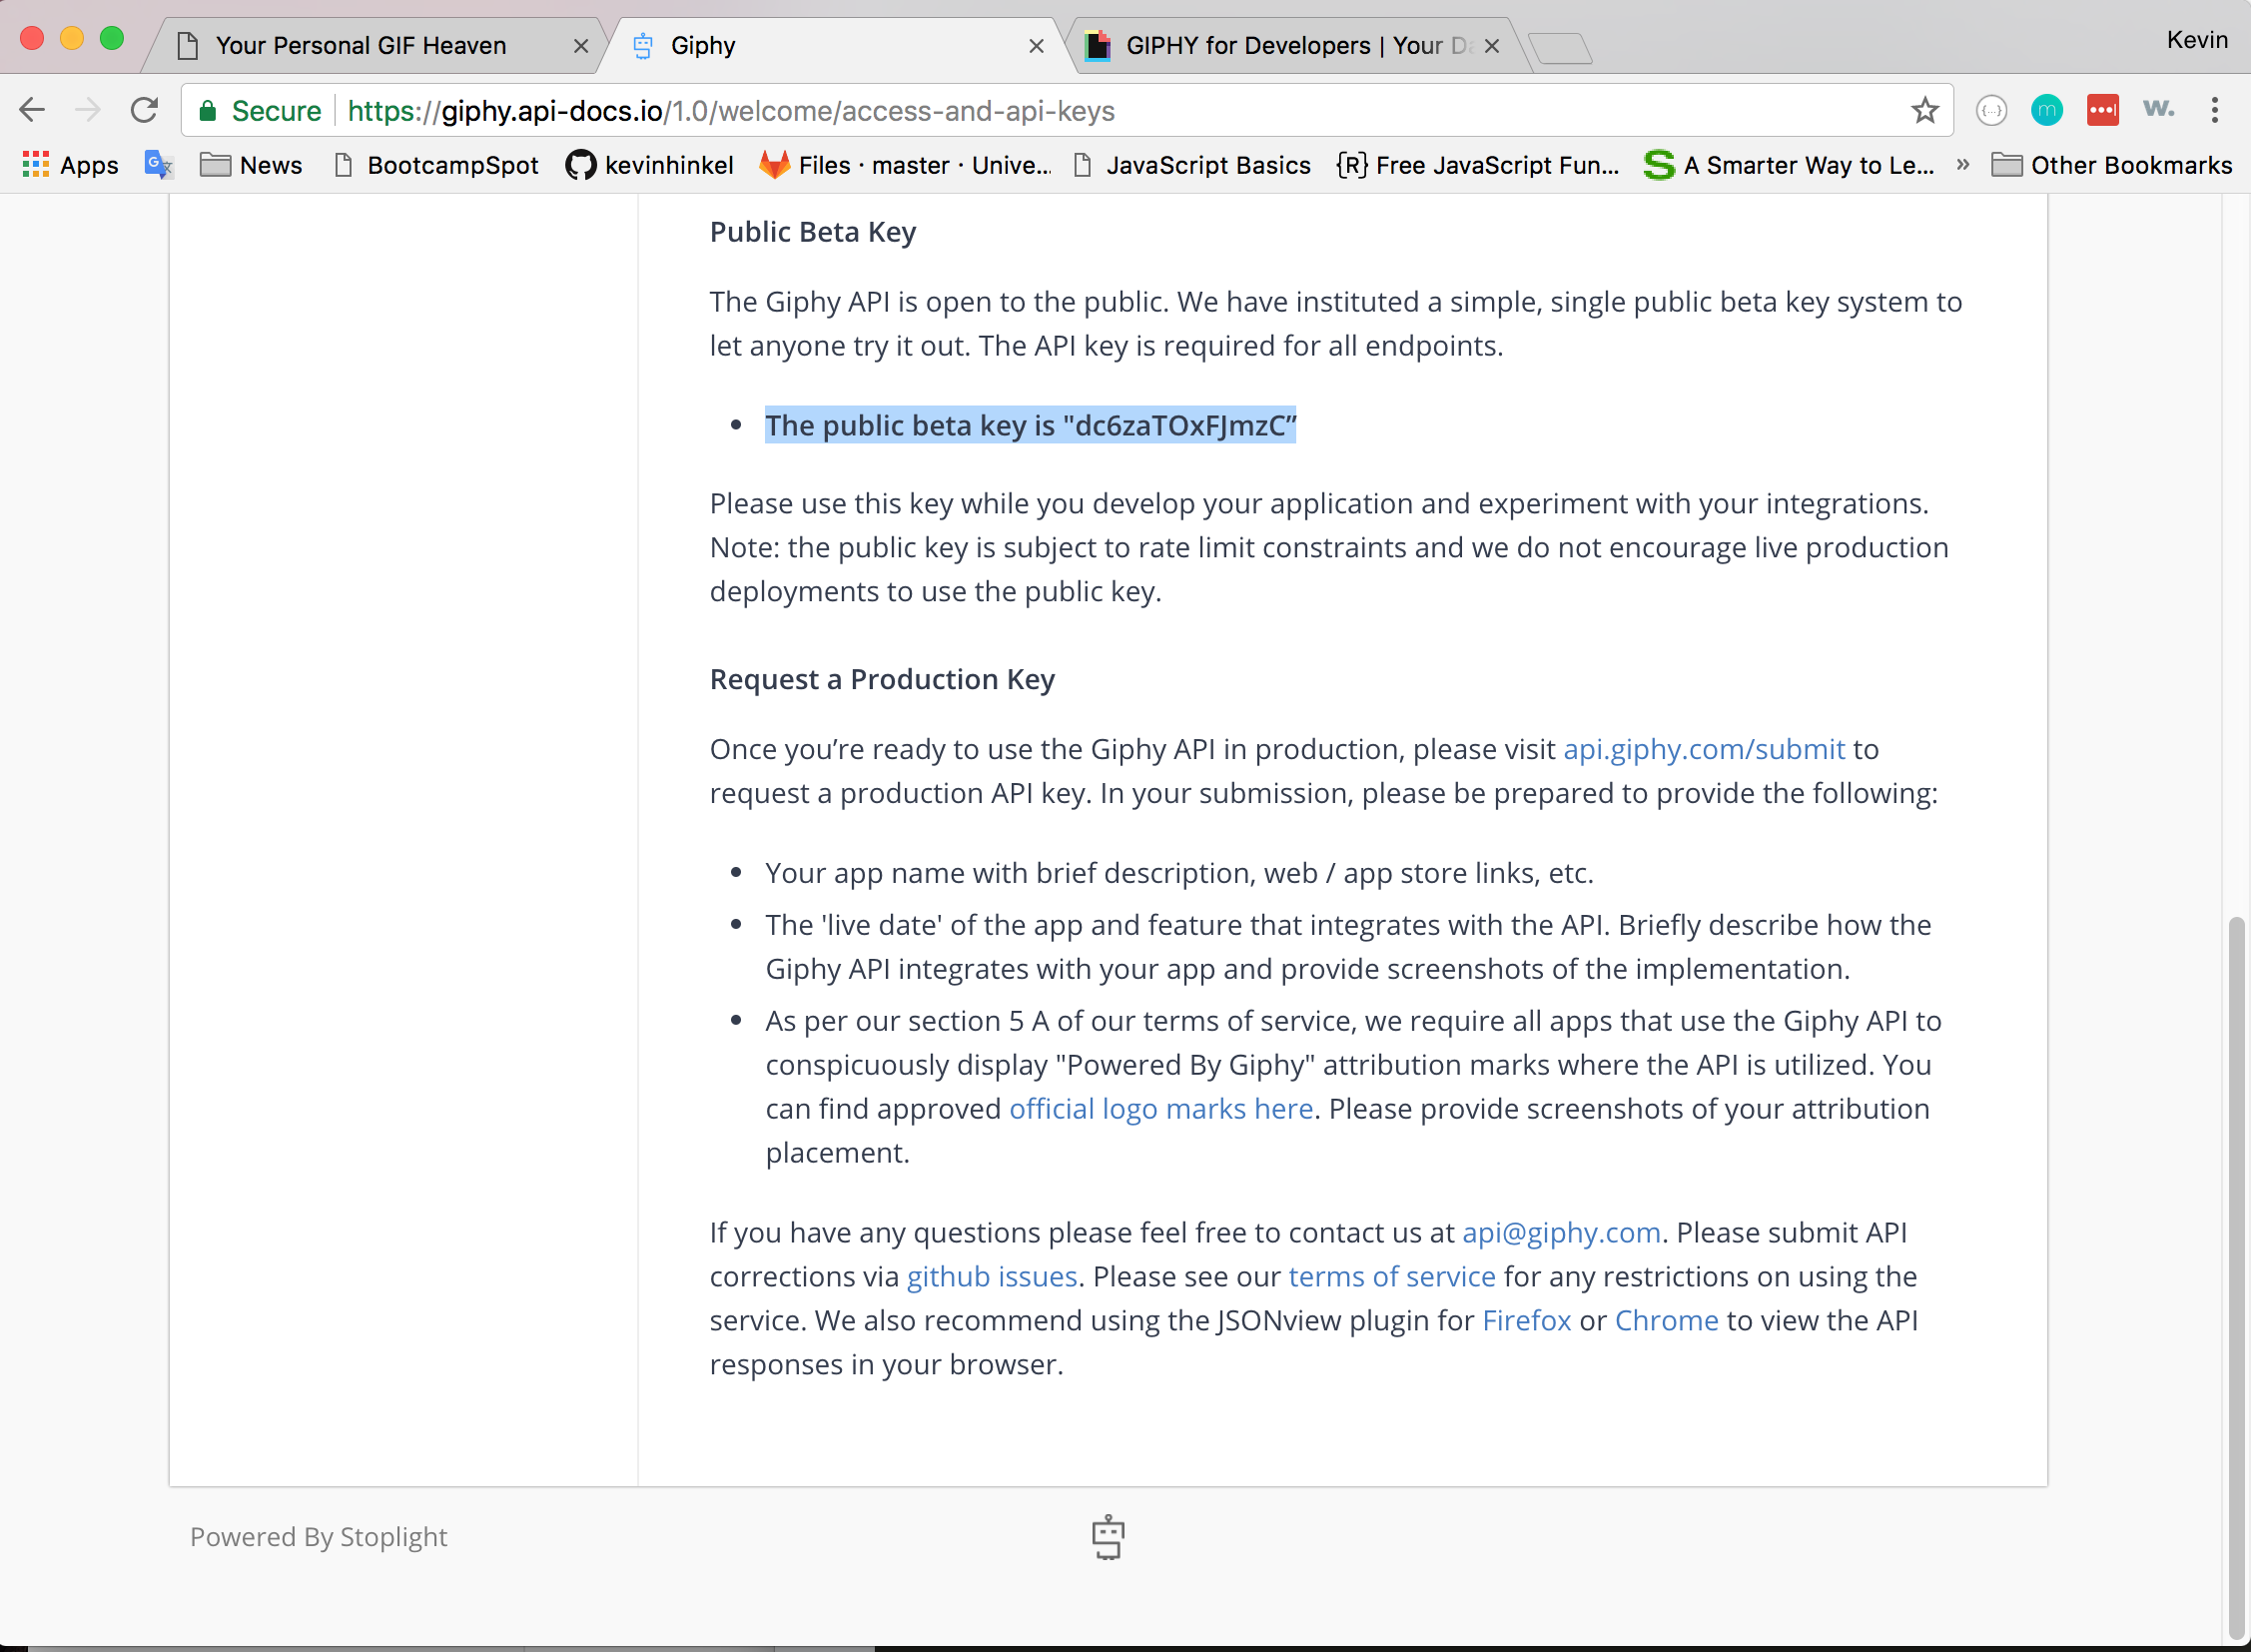 Your Personal GIF Heaven
Giphy
GIPHY for Developers | Your Da
Kevin
Secure
https://giphy.api-docs.io/1.0/welcome/access-and-api-keys
Apps
News
BootcampSpot
kevinhinkel
Files · master · Unive...
JavaScript Basics
{R} Free JavaScript Fun...
A Smarter Way to Le...
»
Other Bookmarks
Public Beta Key
The Giphy API is open to the public. We have instituted a simple, single public beta key system to
let anyone try it out. The API key is required for all endpoints.
• The public beta key is "dc6zaTOxFJmzC”
Please use this key while you develop your application and experiment with your integrations.
Note: the public key is subject to rate limit constraints and we do not encourage live production
deployments to use the public key.
Request a Production Key
Once you’re ready to use the Giphy API in production, please visit api.giphy.com/submit to
request a production API key. In your submission, please be prepared to provide the following:
• Your app name with brief description, web / app store links, etc.
• The 'live date' of the app and feature that integrates with the API. Briefly describe how the
Giphy API integrates with your app and provide screenshots of the implementation.
• As per our section 5 A of our terms of service, we require all apps that use the Giphy API to
conspicuously display "Powered By Giphy" attribution marks where the API is utilized. You
can find approved official logo marks here. Please provide screenshots of your attribution
placement.
If you have any questions please feel free to contact us at api@giphy.com. Please submit API
corrections via github issues. Please see our terms of service for any restrictions on using the
service. We also recommend using the JSONview plugin for Firefox or Chrome to view the API
responses in your browser.
Powered By Stoplight